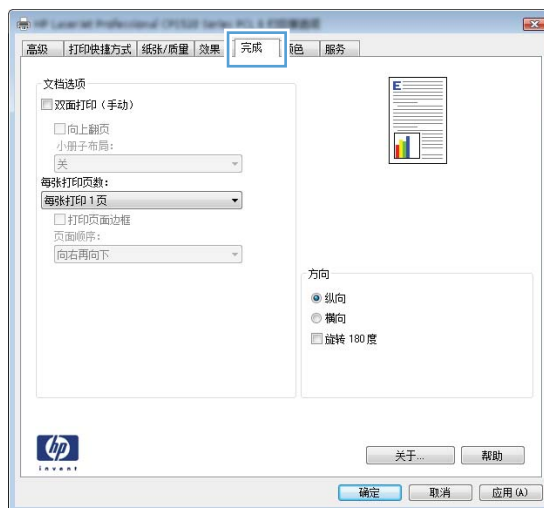 高级 打印快捷方式 纸张/质量 效果 完成 颜色 服务
文档选项
双面打印（手动）
向上翻页
小册子布局:
关
每张打印页数:
每张打印 1 页
打印页面边框
页面顺序:
向右再向下
E
方向
纵向
横向
旋转 180 度
hp
invent
关于... 帮助
确定 取消 应用 (A)